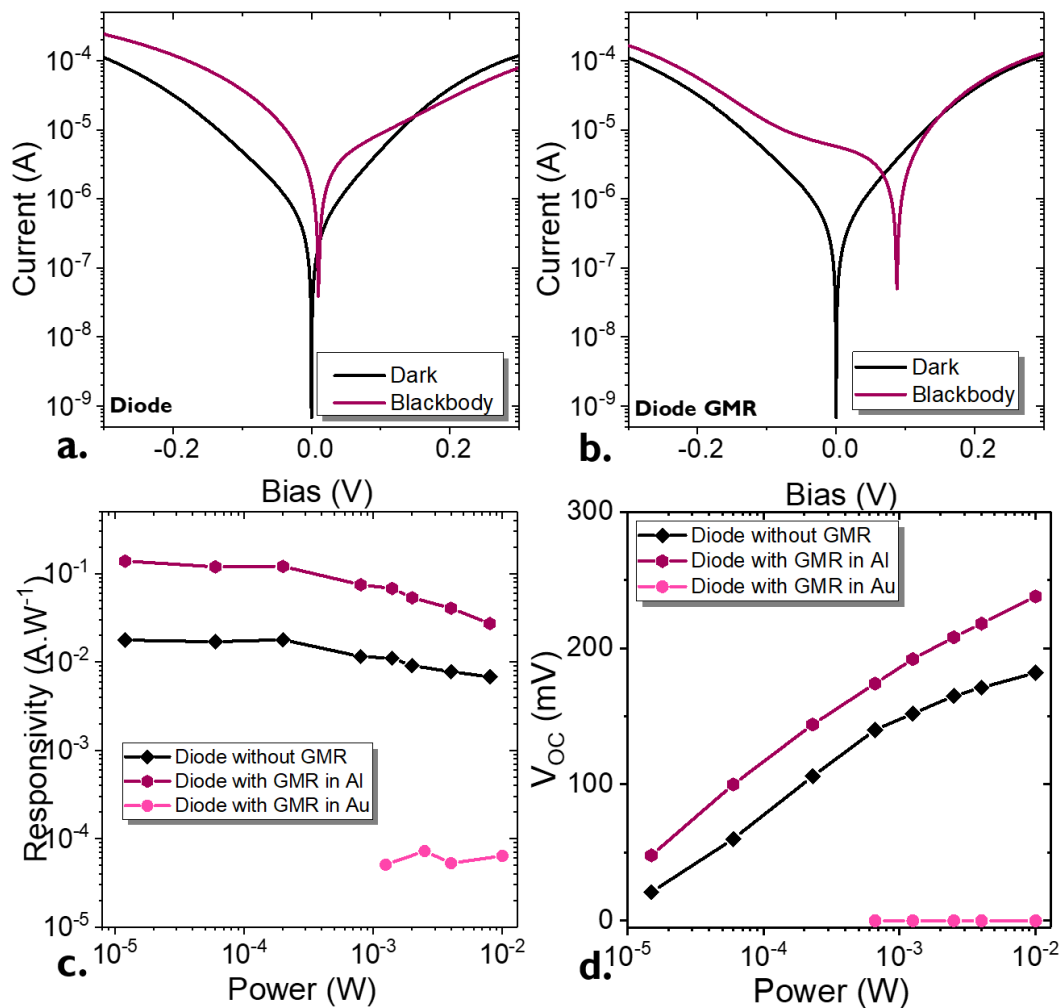 a.
Current (A)
10⁻⁴
10⁻⁵
10⁻⁶
10⁻⁷
10⁻⁸
10⁻⁹
Dark
Blackbody
Diode
-0.2
0.0
0.2
Bias (V)
b.
Current (A)
10⁻⁴
10⁻⁵
10⁻⁶
10⁻⁷
10⁻⁸
10⁻⁹
Dark
Blackbody
Diode GMR
-0.2
0.0
0.2
Bias (V)
Responsivity (A.W⁻¹)
10⁻¹
10⁻²
10⁻³
10⁻⁴
10⁻⁵
Diode without GMR
Diode with GMR in Al
Diode with GMR in Au
c.
10⁻⁵
10⁻⁴
10⁻³
10⁻²
Power (W)
V_OC (mV)
300
200
100
0
Diode without GMR
Diode with GMR in Al
Diode with GMR in Au
d.
10⁻⁵
10⁻⁴
10⁻³
10⁻²
Power (W)